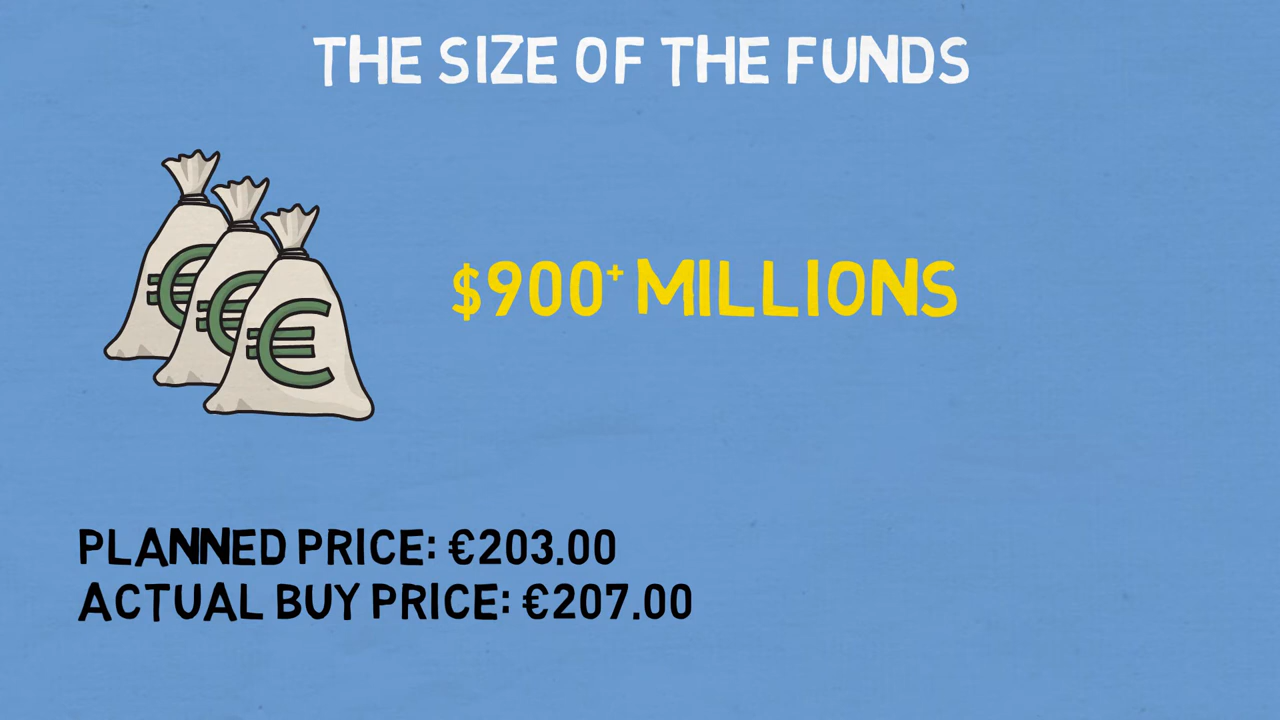 THE SIZE OF THE FUNDS
€
€
€
$900+ MILLIONS
PLANNED PRICE: €203.00
ACTUAL BUY PRICE: €207.00